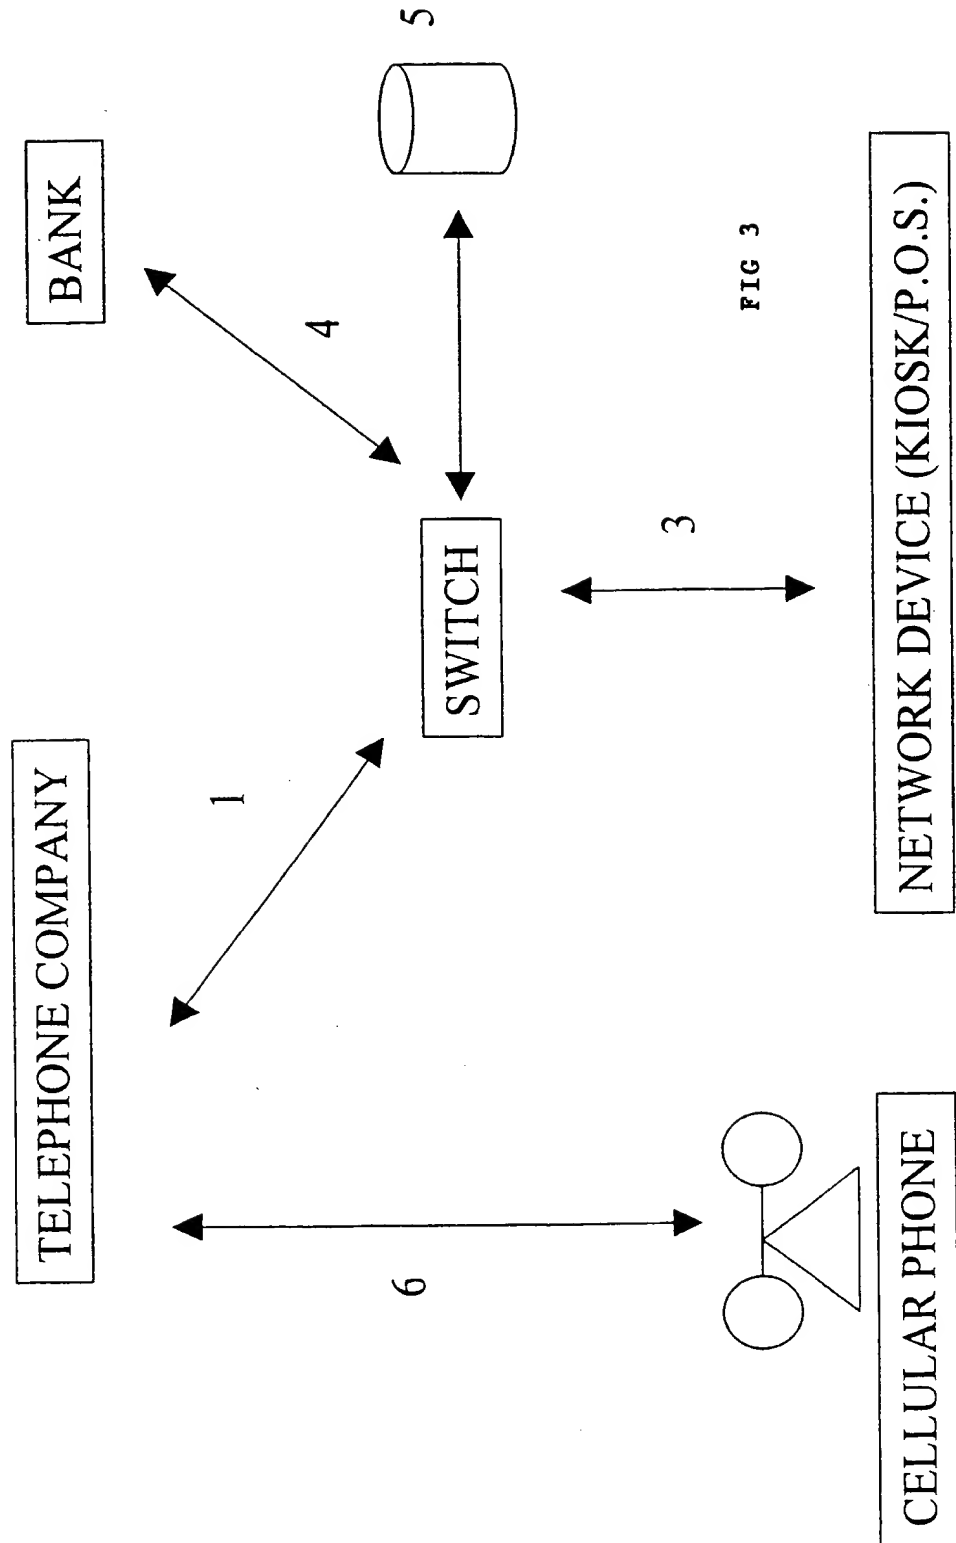 TELEPHONE COMPANY
BANK
1
4
5
6
SWITCH
3
FIG 3
CELLULAR PHONE
NETWORK DEVICE (KIOSK/P.O.S.)